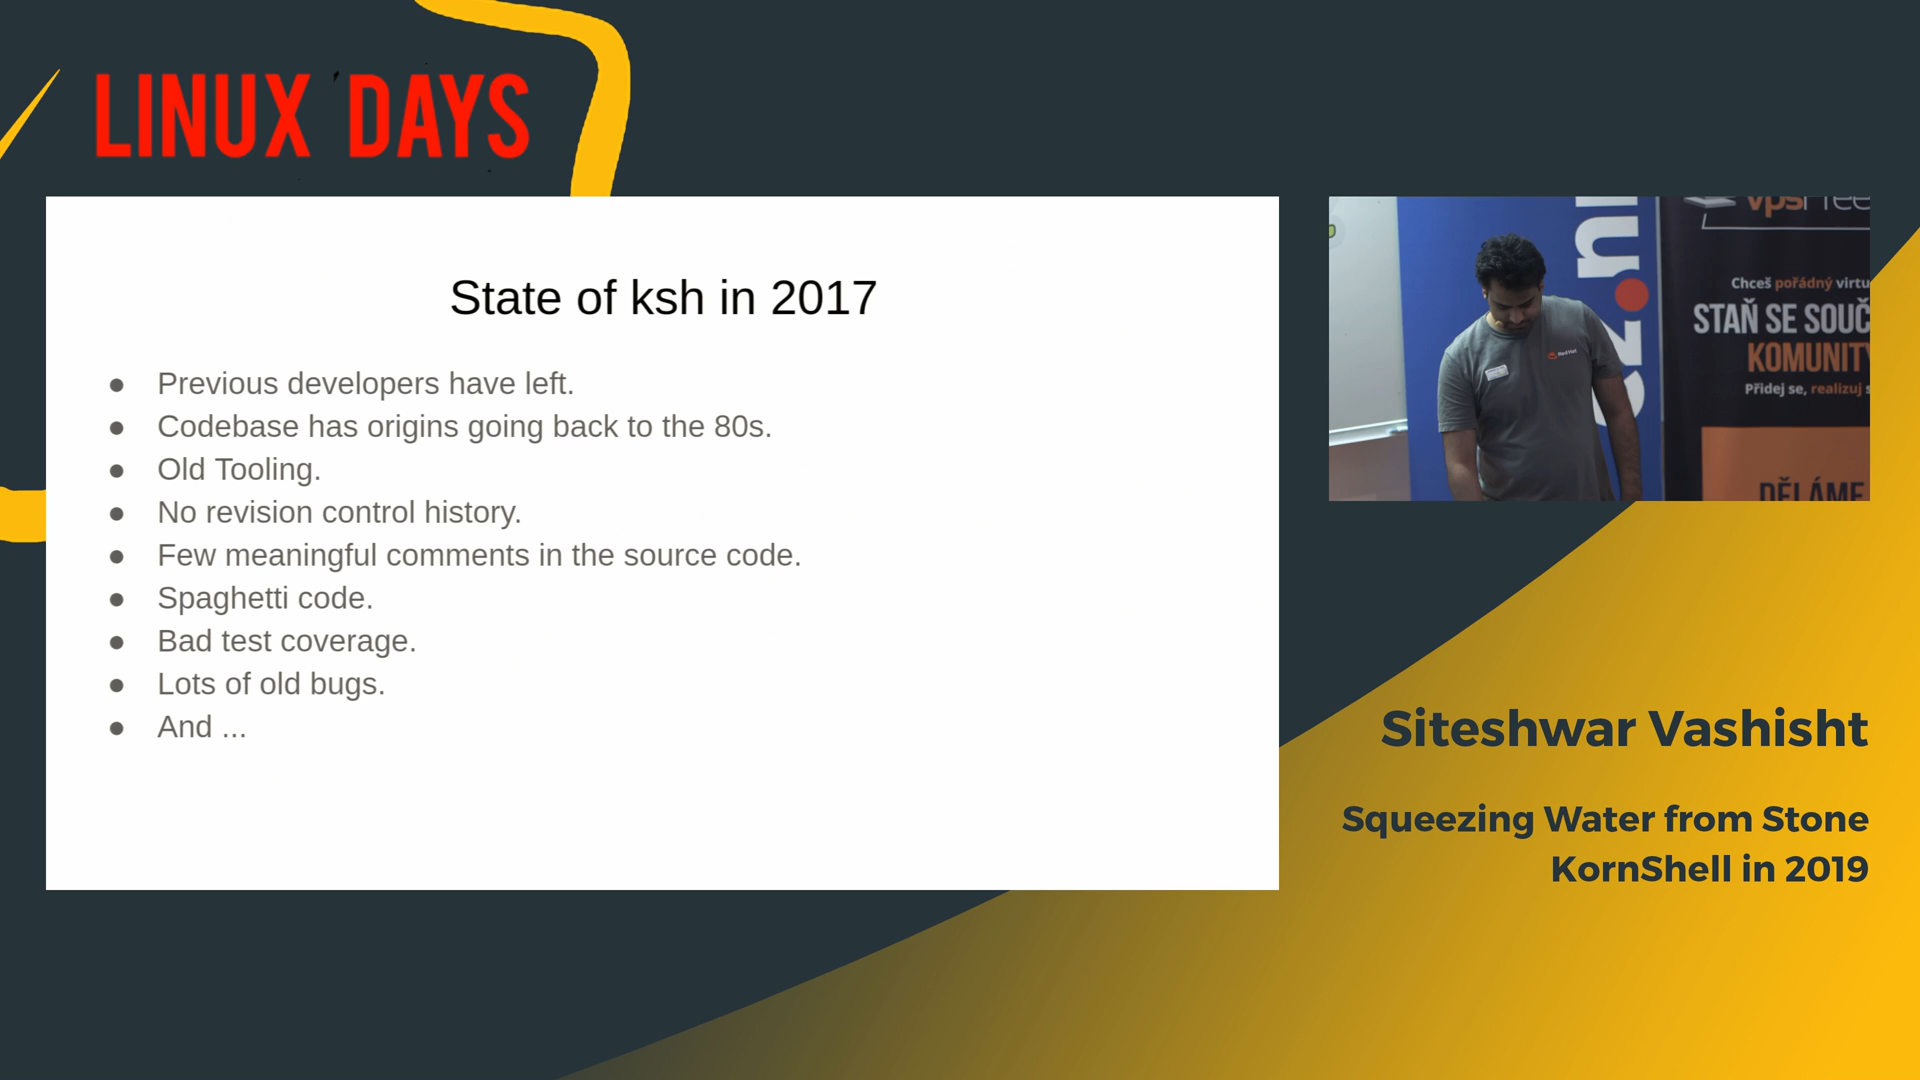 LINUX DAYS
State of ksh in 2017
● Previous developers have left.
● Codebase has origins going back to the 80s.
● Old Tooling.
● No revision control history.
● Few meaningful comments in the source code.
● Spaghetti code.
● Bad test coverage.
● Lots of old bugs.
● And ...
Chceš pořádný
STAŇ SE
Přidej se, realizuj
DĚLÁME
Red Hat
Siteshwar Vashisht
Squeezing Water from Stone
KornShell in 2019